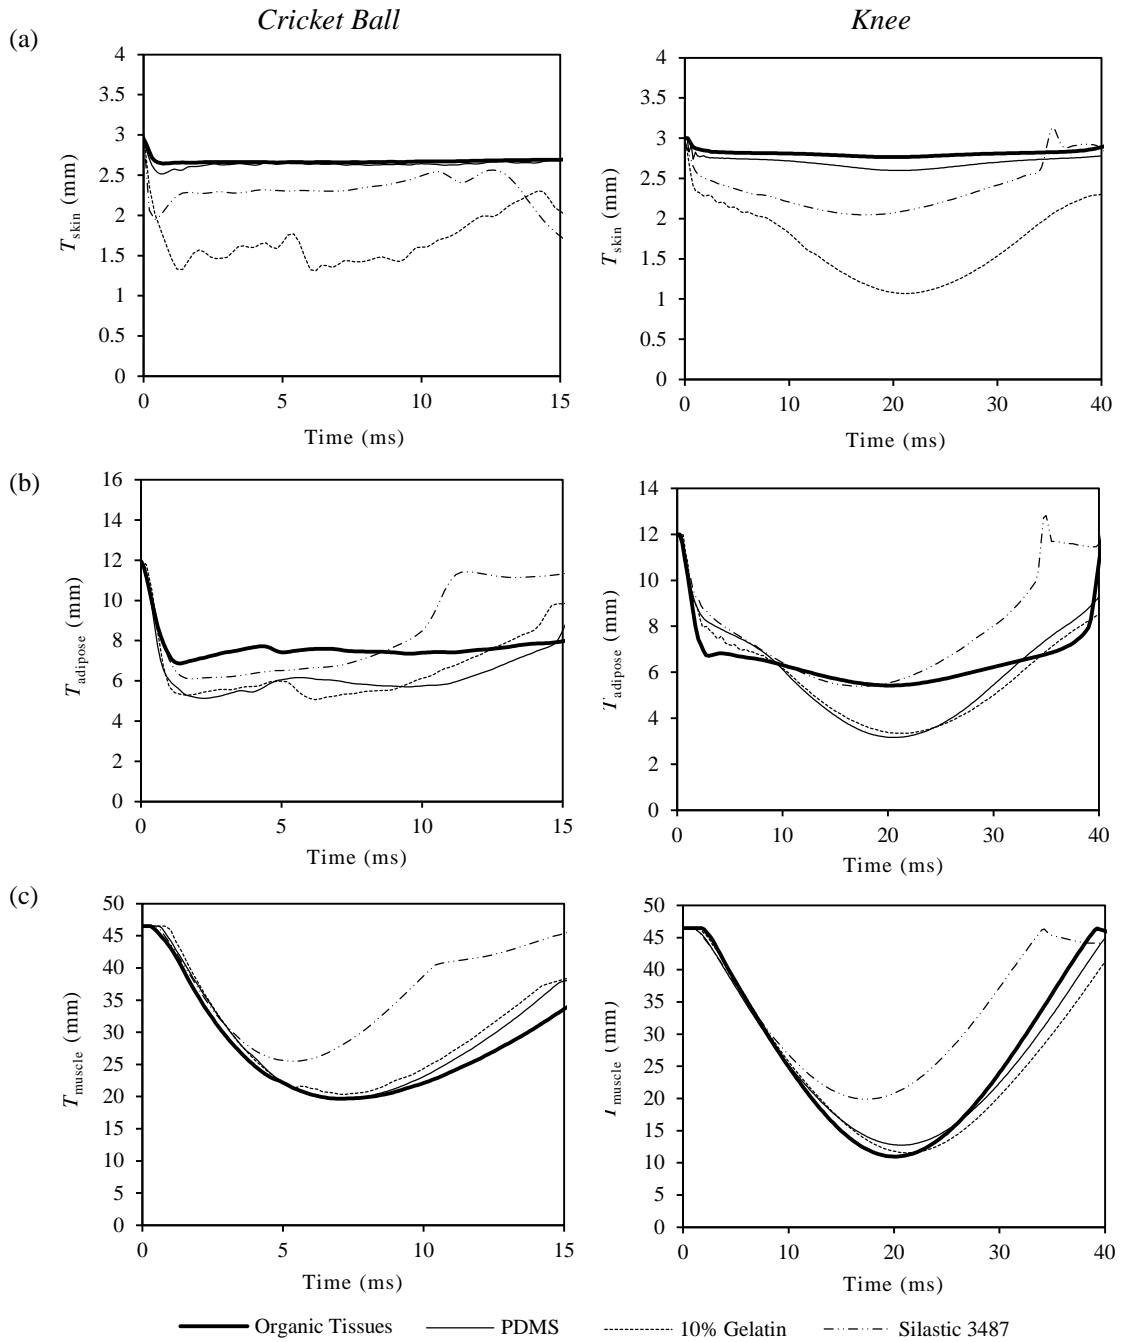 Cricket Ball
Knee
(a)
4
3.5
3
2.5
2
1.5
1
0.5
0
T skin (mm)
0 5 10 15
Time (ms)
4
3.5
3
2.5
2
1.5
1
0.5
0
T skin (mm)
0 10 20 30 40
Time (ms)
(b)
16
14
12
10
8
6
4
2
0
T adipose (mm)
0 5 10 15
Time (ms)
14
12
10
8
6
4
2
0
T adipose (mm)
0 10 20 30 40
Time (ms)
(c)
50
45
40
35
30
25
20
15
10
5
0
T muscle (mm)
0 5 10 15
Time (ms)
50
45
40
35
30
25
20
15
10
5
0
T muscle (mm)
0 10 20 30 40
Time (ms)
Organic Tissues PDMS 10% Gelatin Silastic 3487